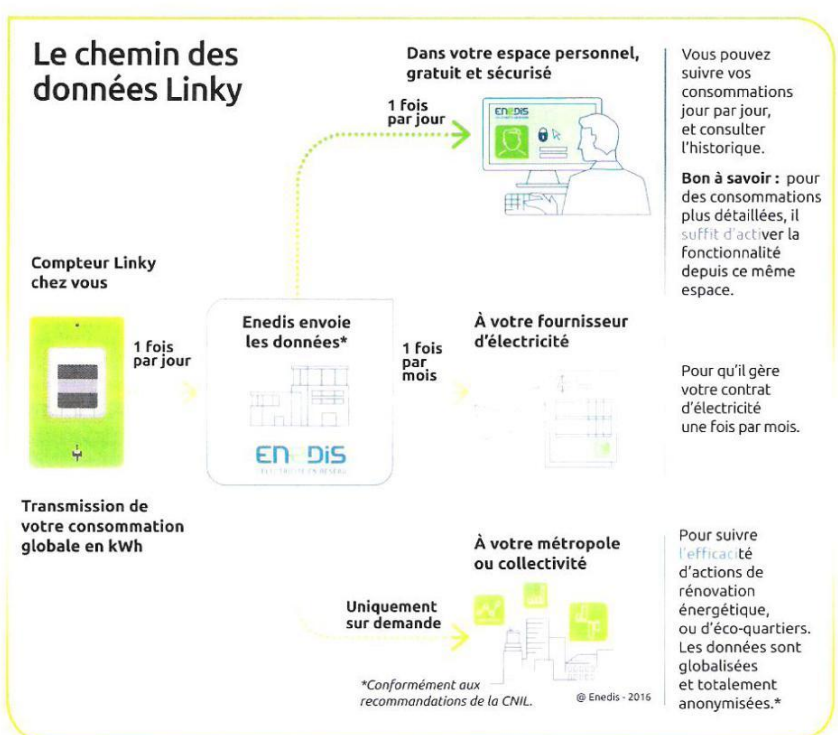 Le chemin des
données Linky
Dans votre espace personnel,
gratuit et sécurisé
1 fois
par jour
ENEDIS
Vous pouvez
suivre vos
consommations
jour par jour,
et consulter
l'historique.
Bon à savoir : pour
des consommations
plus détaillées, il
suffit d'activer la
fonctionnalité
depuis ce même
espace.
Compteur Linky
chez vous
1 fois
par jour
Enedis envoie
les données*
ENEDIS
L'ELECTRICITE EN RESEAU
1 fois
par
mois
À votre fournisseur
d'électricité
Pour qu'il gère
votre contrat
d'électricité
une fois par mois.
Transmission de
votre consommation
globale en kWh
Uniquement
sur demande
À votre métropole
ou collectivité
Pour suivre
l'efficacité
d'actions de
rénovation
énergétique,
ou d'éco-quartiers.
Les données sont
globalisées
et totalement
anonymisées.*
*Conformément aux
recommandations de la CNIL.
@ Enedis - 2016